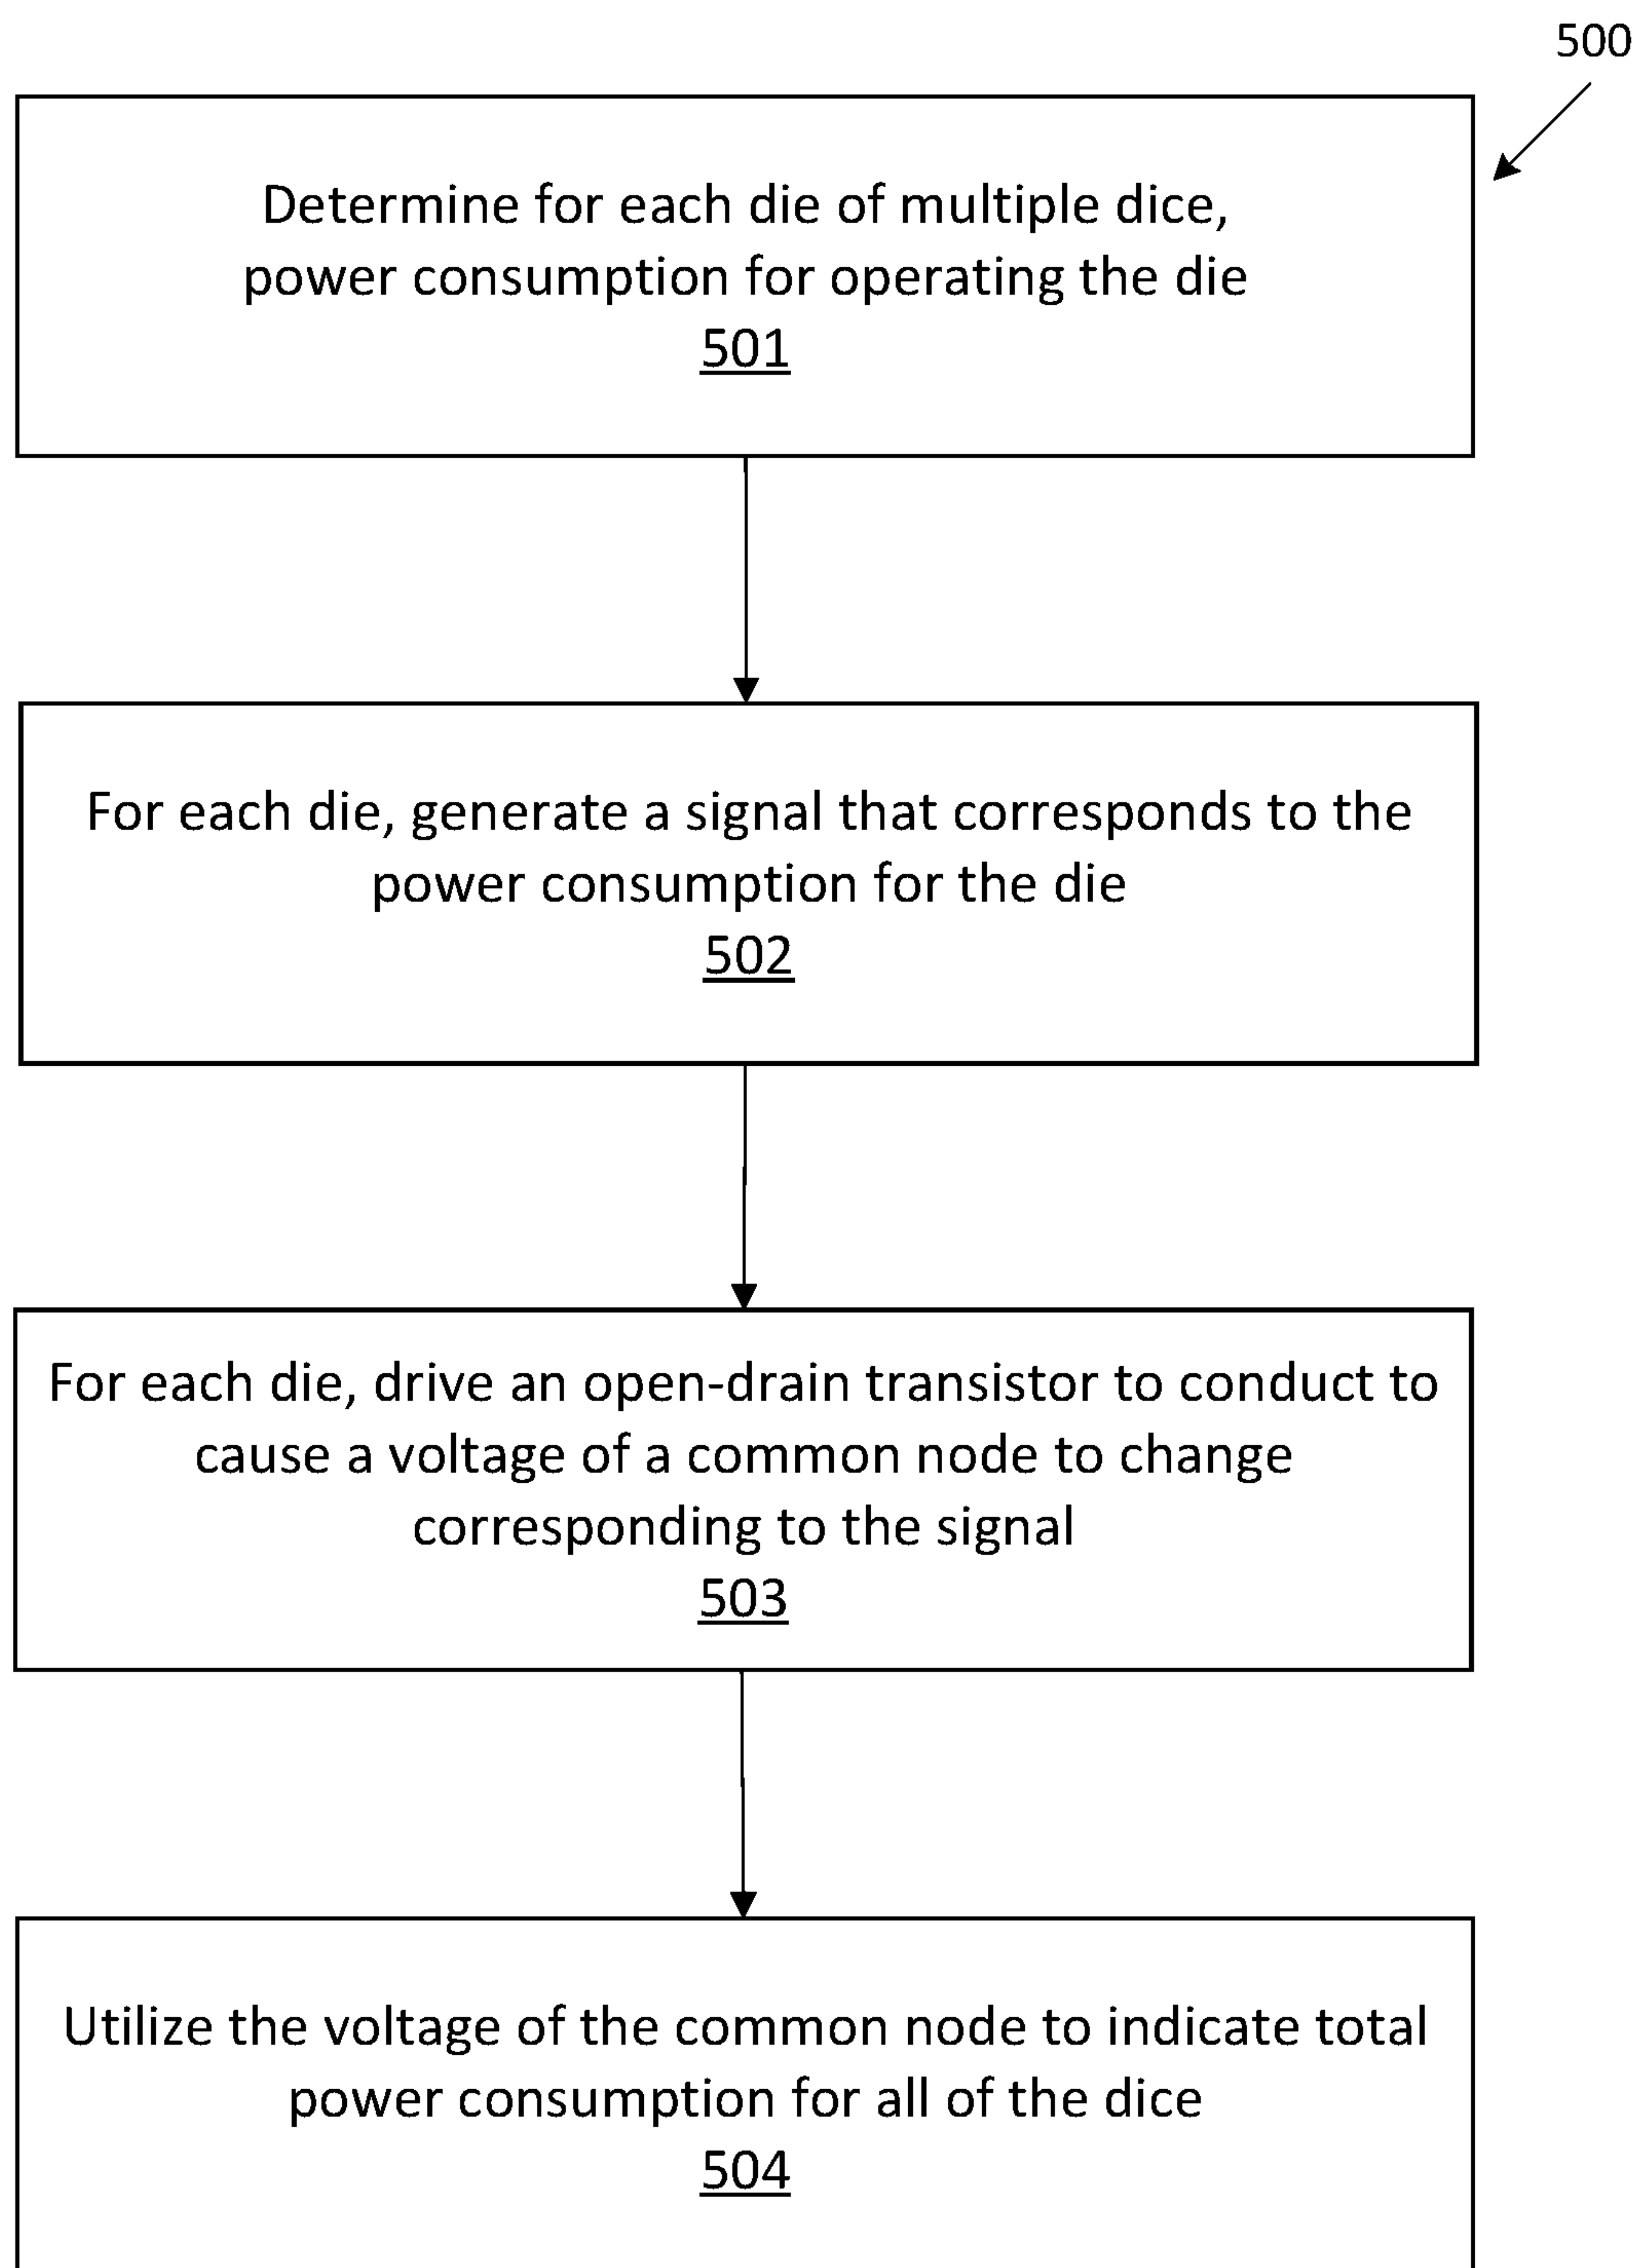 500
Determine for each die of multiple dice,
power consumption for operating the die
501
For each die, generate a signal that corresponds to the
power consumption for the die
502
For each die, drive an open-drain transistor to conduct to
cause a voltage of a common node to change
corresponding to the signal
503
Utilize the voltage of the common node to indicate total
power consumption for all of the dice
504